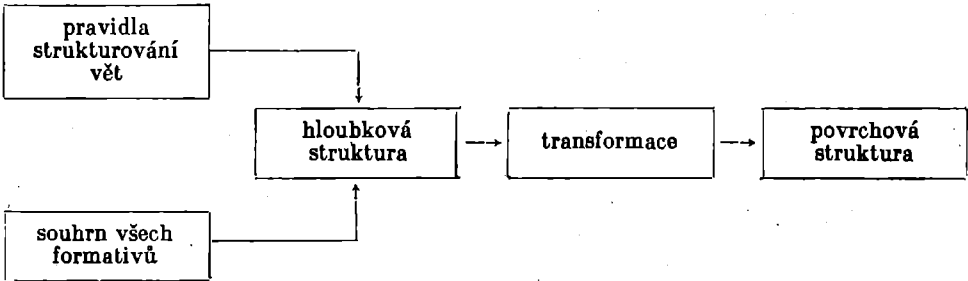 pravidla
strukturování
vět
hloubková
struktura
transformace
povrchová
struktura
souhrn všech
formativů